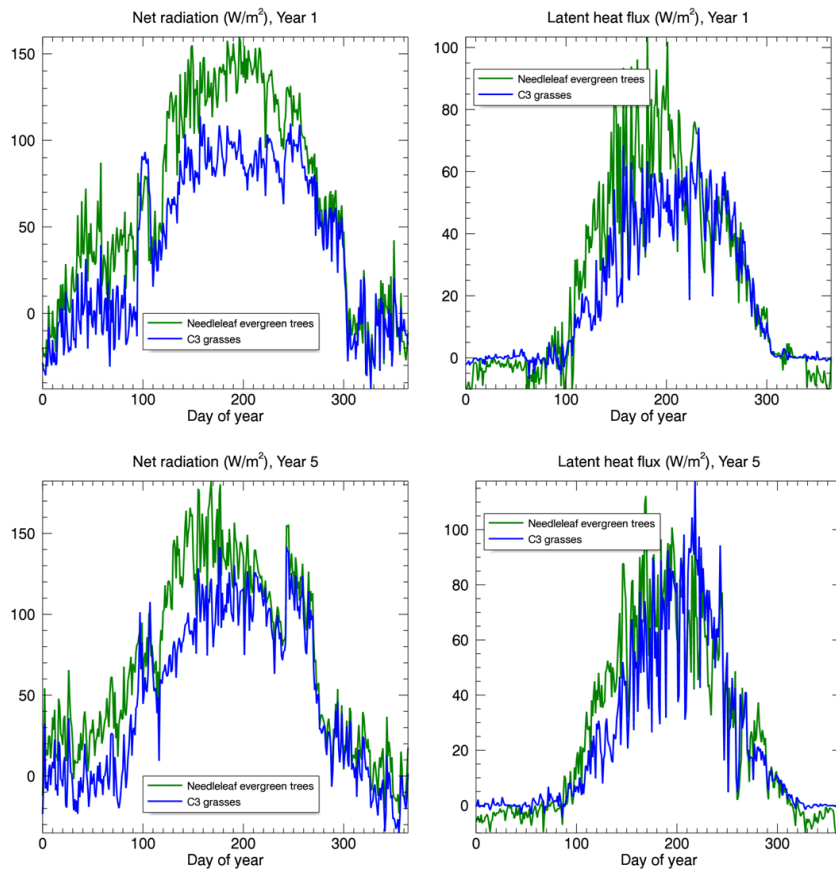 Net radiation (W/m²), Year 1
150
100
50
0
0
100
200
300
Day of year
Needleleaf evergreen trees
C3 grasses
Latent heat flux (W/m²), Year 1
100
80
60
40
20
0
0
100
200
300
Day of year
Needleleaf evergreen trees
C3 grasses
Net radiation (W/m²), Year 5
150
100
50
0
0
100
200
300
Day of year
Needleleaf evergreen trees
C3 grasses
Latent heat flux (W/m²), Year 5
100
80
60
40
20
0
0
100
200
300
Day of year
Needleleaf evergreen trees
C3 grasses